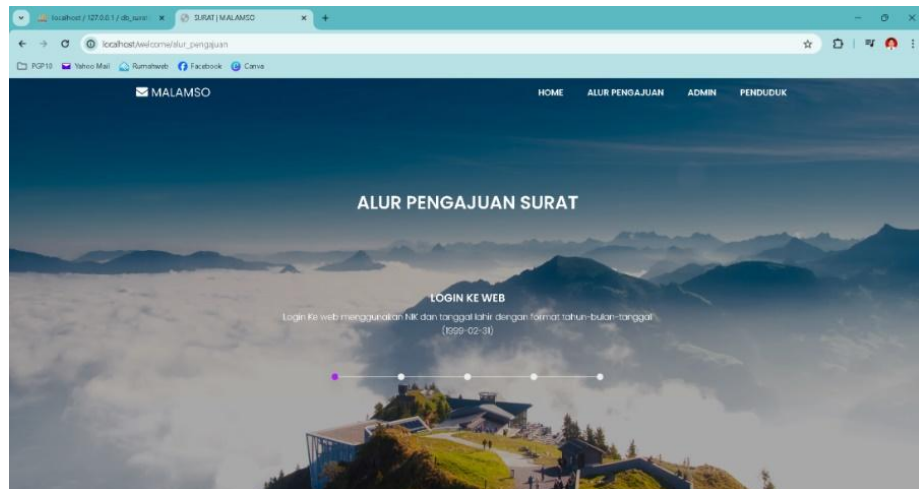 localhost / 127.0.0.1 / db_surat
SURAT | MALAMSO
localhost/welcome/alur_pengajuan
PGP10
Yahoo Mail
Rumahweb
Facebook
Canva
MALAMSO
HOME
ALUR PENGAJUAN
ADMIN
PENDUDUK
ALUR PENGAJUAN SURAT
LOGIN KE WEB
Login Ke web menggunakan NIK dan tanggal lahir dengan format tahun-bulan-tanggal
(1999-02-31)